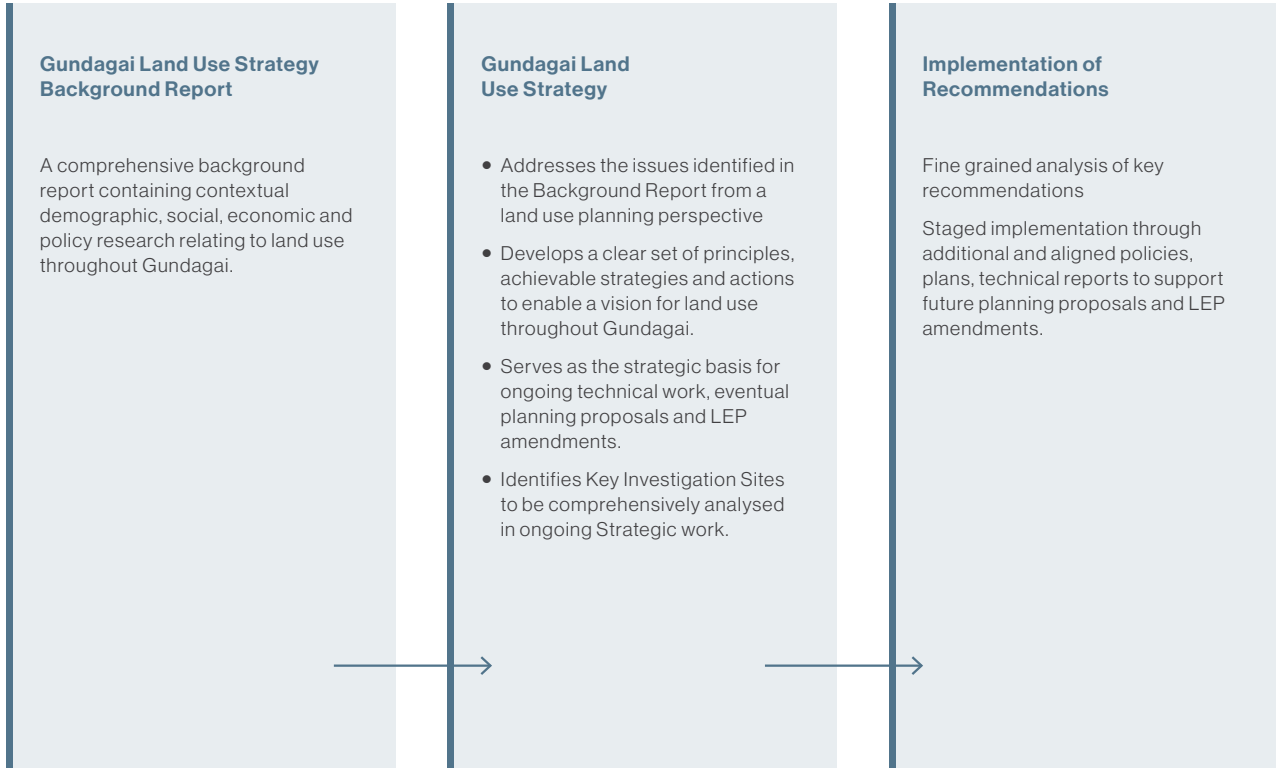 Gundagai Land Use Strategy
Background Report
A comprehensive background
report containing contextual
demographic, social, economic and
policy research relating to land use
throughout Gundagai.
Gundagai Land
Use Strategy
• Addresses the issues identified in
the Background Report from a
land use planning perspective
• Develops a clear set of principles,
achievable strategies and actions
to enable a vision for land use
throughout Gundagai.
• Serves as the strategic basis for
ongoing technical work, eventual
planning proposals and LEP
amendments.
• Identifies Key Investigation Sites
to be comprehensively analysed
in ongoing Strategic work.
Implementation of
Recommendations
Fine grained analysis of key
recommendations
Staged implementation through
additional and aligned policies,
plans, technical reports to support
future planning proposals and LEP
amendments.